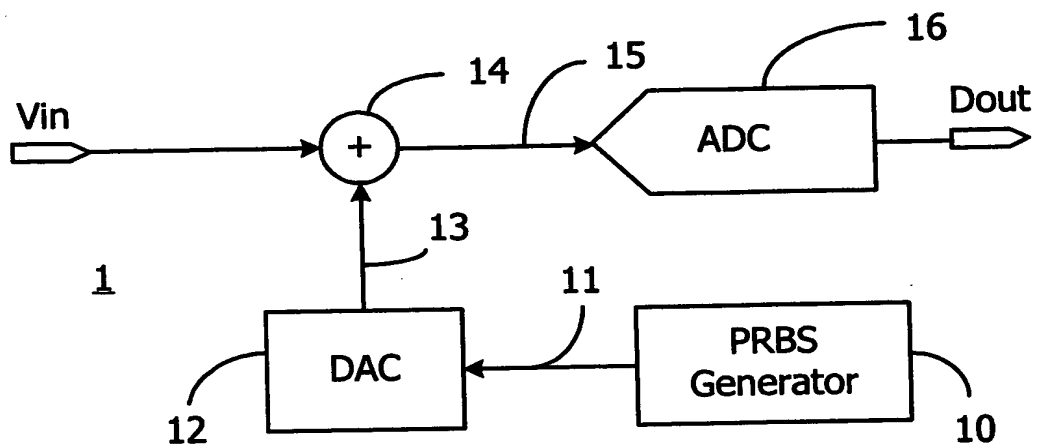 16
14
15
Vin
Dout
+
ADC
13
1
11
PRBS
Generator
DAC
12
10